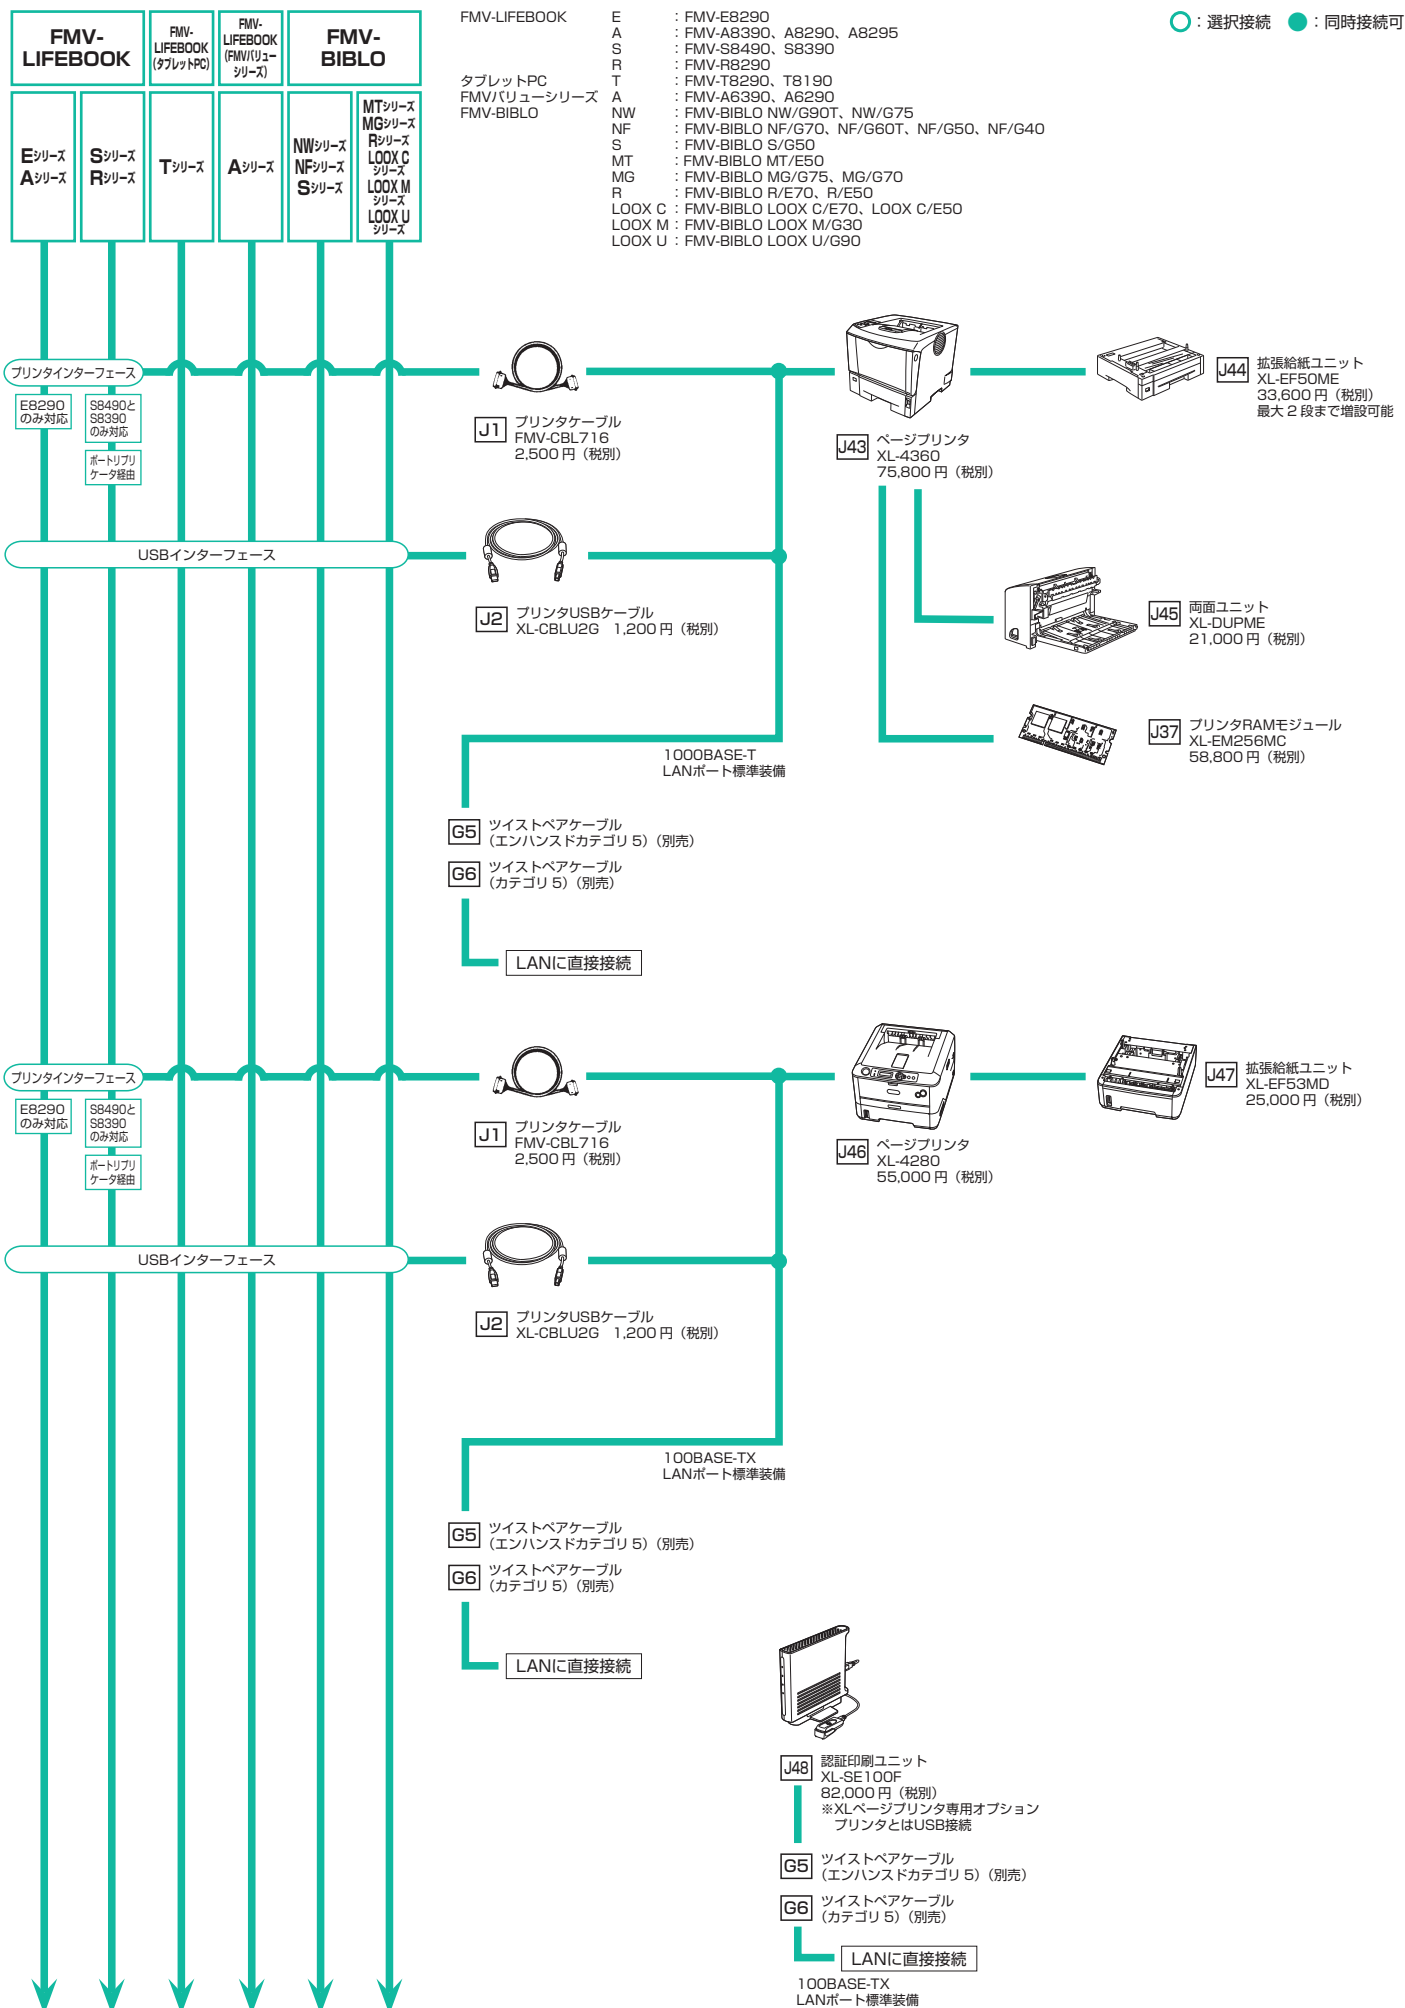 FMV-
LIFEBOOK
FMV-
LIFEBOOK
(タブレットPC)
FMV-
LIFEBOOK
(FMVバリュー
シリーズ)
FMV-
BIBLO
Eシリーズ
Aシリーズ
Sシリーズ
Rシリーズ
Tシリーズ
Aシリーズ
NWシリーズ
NFシリーズ
Sシリーズ
MTシリーズ
MGシリーズ
Rシリーズ
LOOX C
シリーズ
LOOX M
シリーズ
LOOX U
シリーズ
FMV-LIFEBOOK E : FMV-E8290
A : FMV-A8390、A8290、A8295
S : FMV-S8490、S8390
R : FMV-R8290
タブレットPC T : FMV-T8290、T8190
FMVバリューシリーズ A : FMV-A6390、A6290
FMV-BIBLO NW : FMV-BIBLO NW/G90T、NW/G75
NF : FMV-BIBLO NF/G70、NF/G60T、NF/G50、NF/G40
S : FMV-BIBLO S/G50
MT : FMV-BIBLO MT/E50
MG : FMV-BIBLO MG/G75、MG/G70
R : FMV-BIBLO R/E70、R/E50
LOOX C : FMV-BIBLO LOOX C/E70、LOOX C/E50
LOOX M : FMV-BIBLO LOOX M/G30
LOOX U : FMV-BIBLO LOOX U/G90
○：選択接続 ●：同時接続可
プリンタインターフェース
E8290
のみ対応
S8490と
S8390
のみ対応
ポートリプリ
ケータ経由
J1 プリンタケーブル
FMV-CBL716
2,500円（税別）
J43 ページプリンタ
XL-4360
75,800円（税別）
J44 拡張給紙ユニット
XL-EF50ME
33,600円（税別）
最大2段まで増設可能
USBインターフェース
J2 プリンタUSBケーブル
XL-CBLU2G 1,200円（税別）
J45 両面ユニット
XL-DUPME
21,000円（税別）
J37 プリンタRAMモジュール
XL-EM256MC
58,800円（税別）
1000BASE-T
LANポート標準装備
G5 ツイストペアケーブル
（エンハンスドカテゴリ5）（別売）
G6 ツイストペアケーブル
（カテゴリ5）（別売）
LANに直接接続
プリンタインターフェース
E8290
のみ対応
S8490と
S8390
のみ対応
ポートリプリ
ケータ経由
J1 プリンタケーブル
FMV-CBL716
2,500円（税別）
J46 ページプリンタ
XL-4280
55,000円（税別）
J47 拡張給紙ユニット
XL-EF53MD
25,000円（税別）
USBインターフェース
J2 プリンタUSBケーブル
XL-CBLU2G 1,200円（税別）
100BASE-TX
LANポート標準装備
G5 ツイストペアケーブル
（エンハンスドカテゴリ5）（別売）
G6 ツイストペアケーブル
（カテゴリ5）（別売）
LANに直接接続
J48 認証印刷ユニット
XL-SE100F
82,000円（税別）
※XLページプリンタ専用オプション
プリンタとはUSB接続
G5 ツイストペアケーブル
（エンハンスドカテゴリ5）（別売）
G6 ツイストペアケーブル
（カテゴリ5）（別売）
LANに直接接続
100BASE-TX
LANポート標準装備